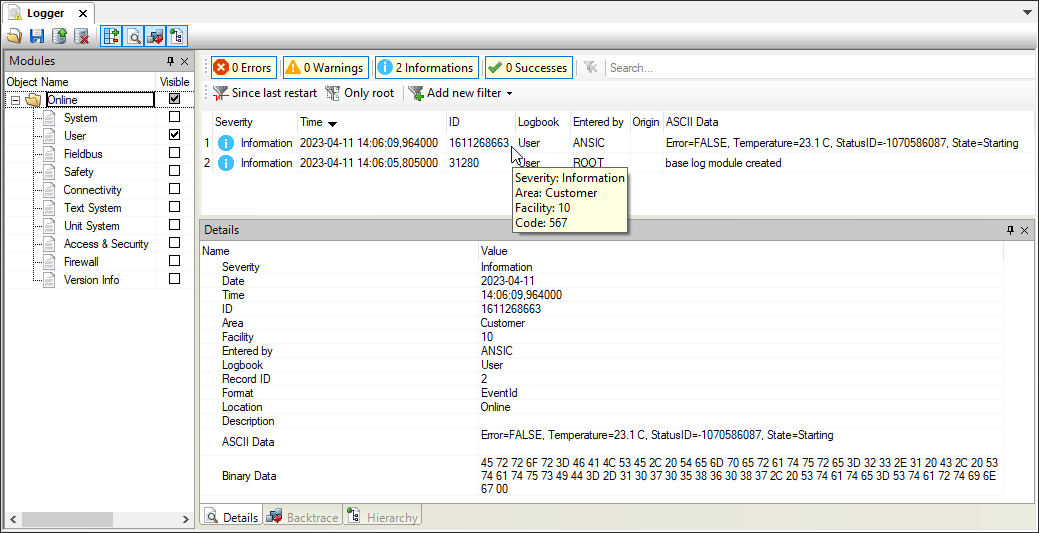 Logger
Modules
Object Name Visible
Online
System
User
Fieldbus
Safety
Connectivity
Text System
Unit System
Access & Security
Firewall
Version Info
0 Errors 0 Warnings 2 Informations 0 Successes Search...
Since last restart Only root Add new filter
Severity Time ID Logbook Entered by Origin ASCII Data
1 Information 2023-04-11 14:06:09,964000 1611268663 User ANSIC Error=FALSE, Temperature=23.1 C, StatusID=-1070586087, State=Starting
2 Information 2023-04-11 14:06:05,805000 31280 User ROOT base log module created
Severity: Information
Area: Customer
Facility: 10
Code: 567
Details
Name Value
Severity Information
Date 2023-04-11
Time 14:06:09,964000
ID 1611268663
Area Customer
Facility 10
Entered by ANSIC
Logbook User
Record ID 2
Format EventId
Location Online
Description
ASCII Data Error=FALSE, Temperature=23.1 C, StatusID=-1070586087, State=Starting
Binary Data 45 72 72 6F 72 3D 46 41 4C 53 45 2C 20 54 65 6D 70 65 72 61 74 75 72 65 3D 32 33 2E 31 20 43 2C 20 53
74 61 74 75 73 49 44 3D 2D 31 30 37 30 35 38 36 30 38 37 2C 20 53 74 61 74 65 3D 53 74 61 72 74 69 6E
67 00
Details Backtrace Hierarchy